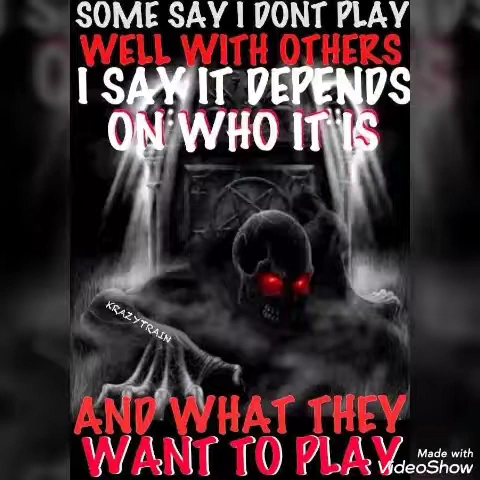 SOME SAY I DONT PLAY
WELL WITH OTHERS
I SAY IT DEPENDS
ON WHO IT IS
KRAZYTRAIN
AND WHAT THEY
WANT TO PLAY
Made with
VideoShow